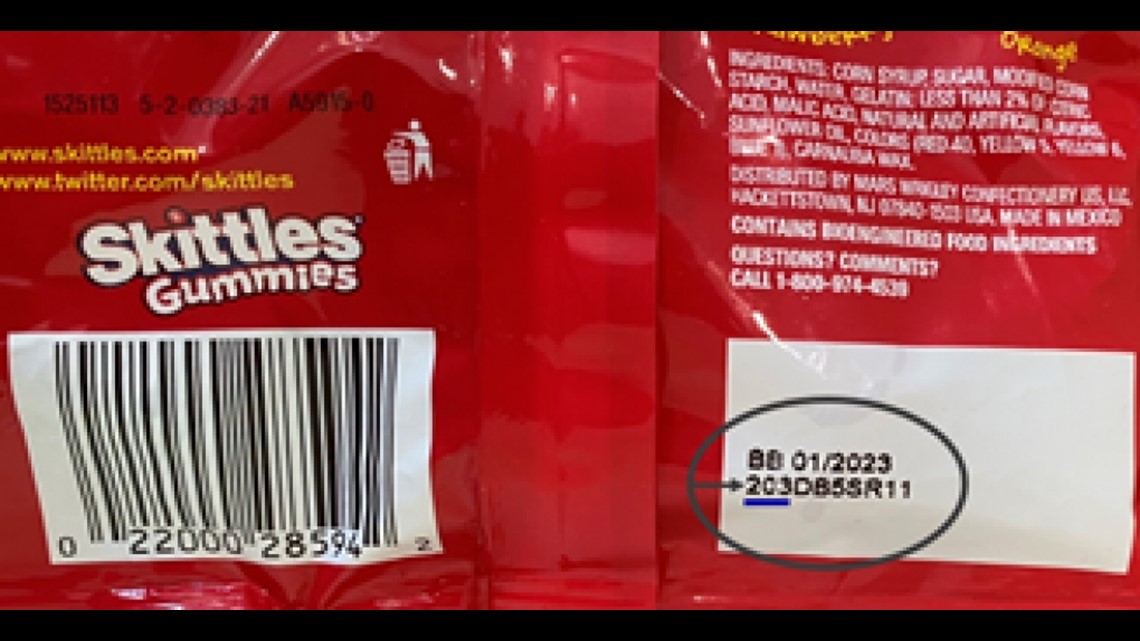 1525113 5-2-0383-21 A5915-0
www.skittles.com
www.twitter.com/skittles
Skittles
Gummies
0 22000 28594 2
Orange
INGREDIENTS: CORN SYRUP, SUGAR, MODIFIED CORN
STARCH, WATER, GELATIN; LESS THAN 2% OF CITRIC
ACID, MALIC ACID, NATURAL AND ARTIFICIAL FLAVORS,
SUNFLOWER OIL, COLORS (RED 40, YELLOW 5, YELLOW 6,
CARNAUBA WAX.
DISTRIBUTED BY MARS WRIGLEY CONFECTIONERY US, LLC,
HACKETTSTOWN, NJ 07840-1503 USA, MADE IN MEXICO
CONTAINS BIOENGINEERED FOOD INGREDIENTS
QUESTIONS? COMMENTS?
CALL 1-800-974-4539
BB 01/2023
203DB5SR11